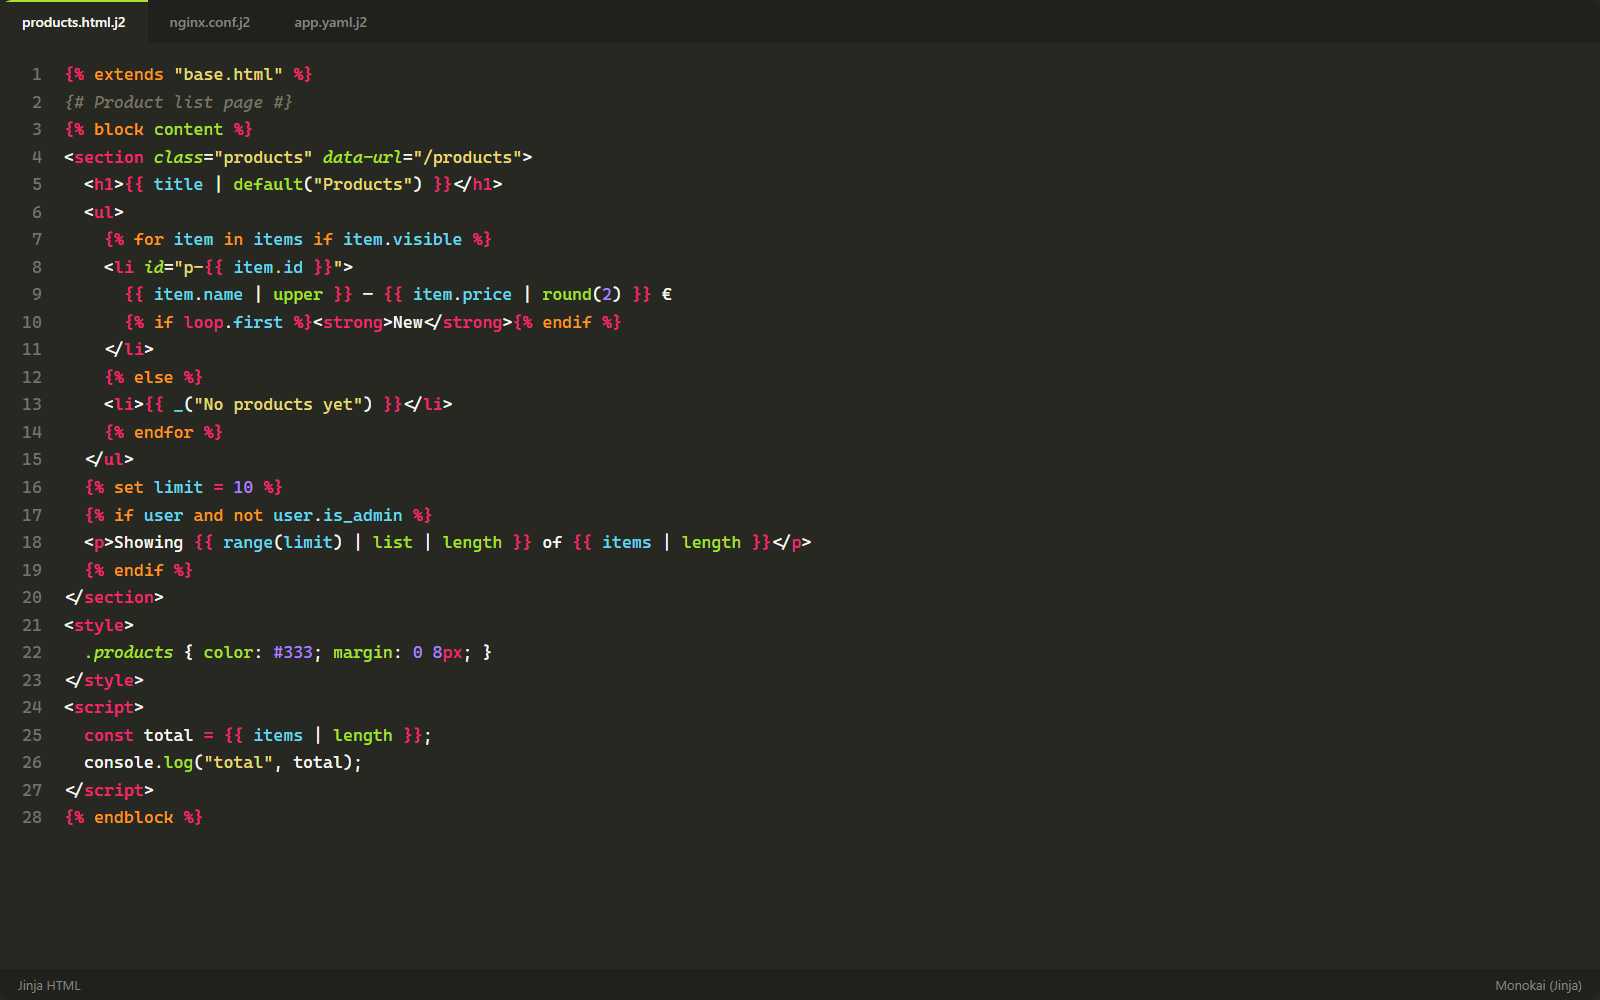 products.html.j2 nginx.conf.j2 app.yaml.j2
1 {% extends "base.html" %}
2 {# Product list page #}
3 {% block content %}
4 <section class="products" data-url="/products">
5   <h1>{{ title | default("Products") }}</h1>
6   <ul>
7     {% for item in items if item.visible %}
8     <li id="p-{{ item.id }}">
9       {{ item.name | upper }} — {{ item.price | round(2) }} €
10       {% if loop.first %}<strong>New</strong>{% endif %}
11     </li>
12     {% else %}
13     <li>{{ _("No products yet") }}</li>
14     {% endfor %}
15   </ul>
16   {% set limit = 10 %}
17   {% if user and not user.is_admin %}
18   <p>Showing {{ range(limit) | list | length }} of {{ items | length }}</p>
19   {% endif %}
20 </section>
21 <style>
22   .products { color: #333; margin: 0 8px; }
23 </style>
24 <script>
25   const total = {{ items | length }};
26   console.log("total", total);
27 </script>
28 {% endblock %}
Jinja HTML
Monokai (Jinja)